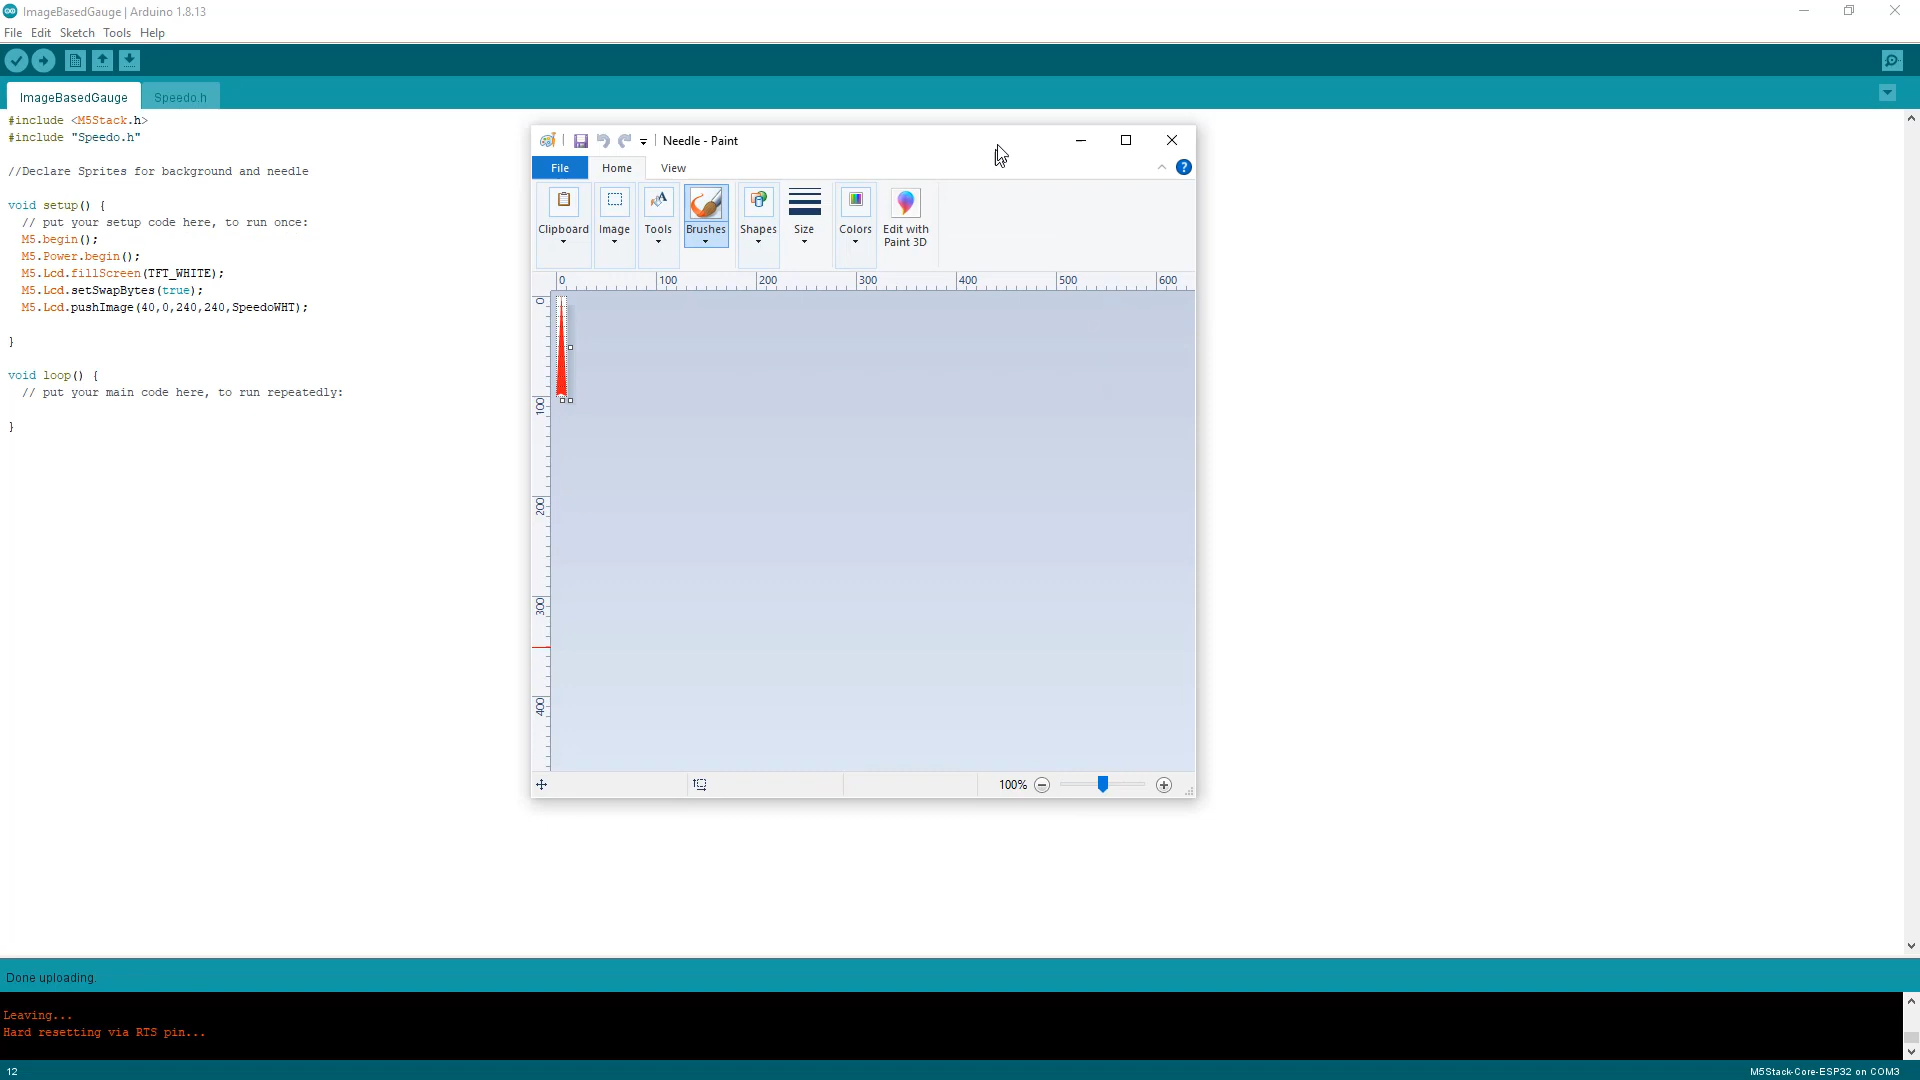 ImageBasedGauge | Arduino 1.8.13
File Edit Sketch Tools Help
ImageBasedGauge Speedo.h
#include <M5Stack.h>
#include "Speedo.h"
//Declare Sprites for background and needle
void setup() {
// put your setup code here, to run once:
M5.begin();
M5.Power.begin();
M5.Lcd.fillScreen(TFT_WHITE);
M5.Lcd.setSwapBytes(true);
M5.Lcd.pushImage(40,0,240,240,SpeedoWHT);
}
void loop() {
// put your main code here, to run repeatedly:
}
Needle - Paint
File Home View
Clipboard Image Tools Brushes Shapes Size Colors Edit with
Paint 3D
0 100 200 300 400 500 600
0
100
200
300
400
100%
Done uploading.
Leaving...
Hard resetting via RTS pin...
12 M5Stack-Core-ESP32 on COM3